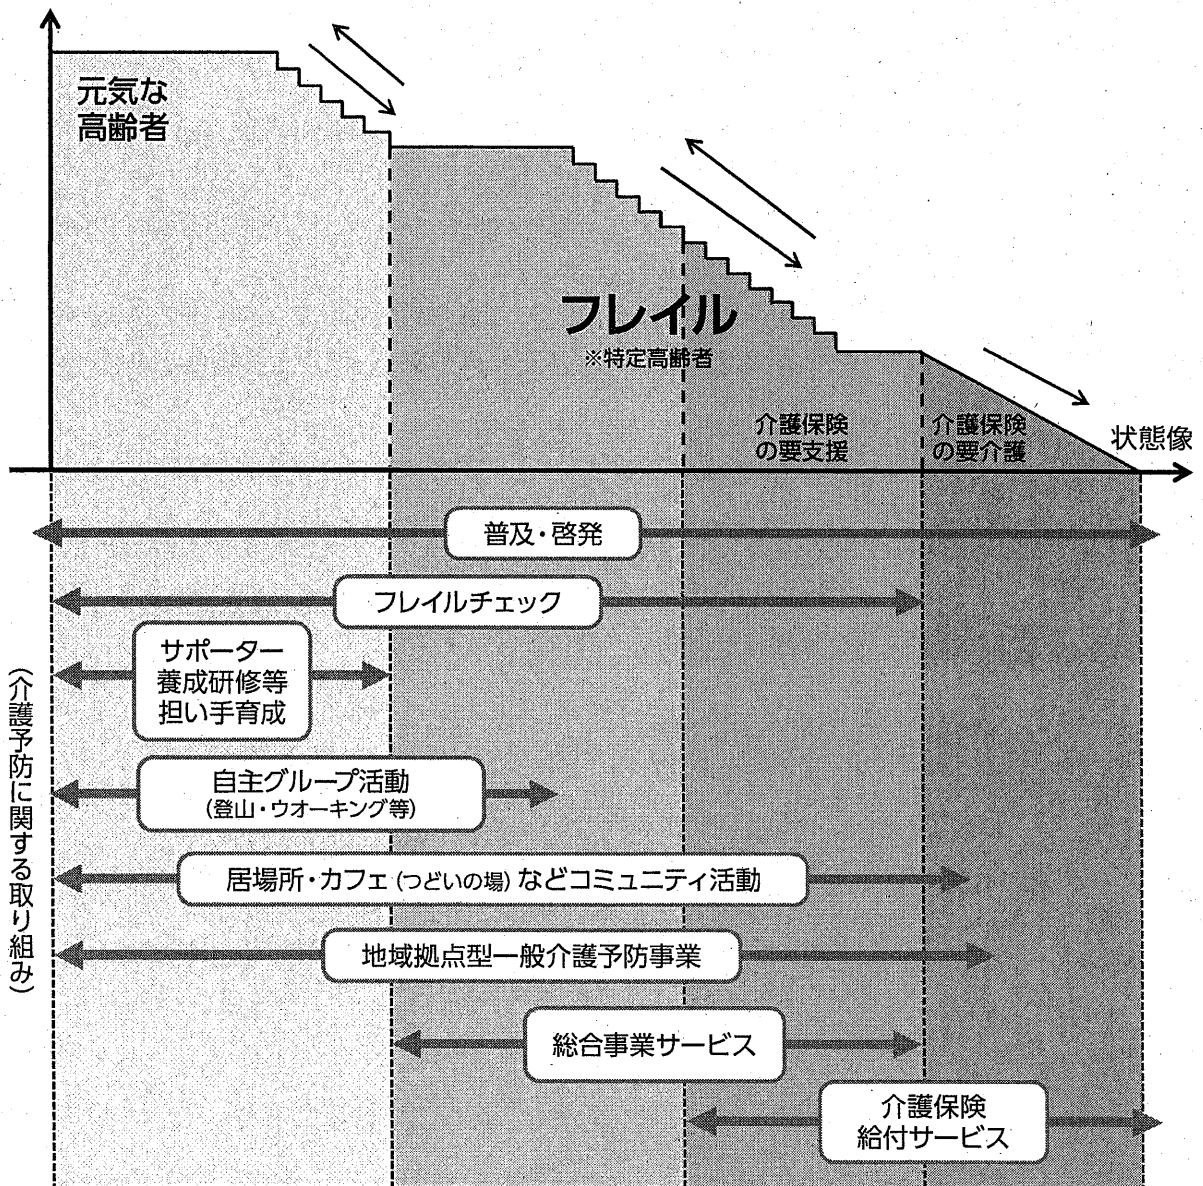 元気な
高齢者
フレイル
※特定高齢者
介護保険
の要支援
介護保険
の要介護
状態像
普及・啓発
フレイルチェック
サポーター
養成研修等
担い手育成
自主グループ活動
(登山・ウオーキング等)
居場所・カフェ(つどいの場)などコミュニティ活動
地域拠点型一般介護予防事業
総合事業サービス
介護保険
給付サービス
(介護予防に関する取り組み)